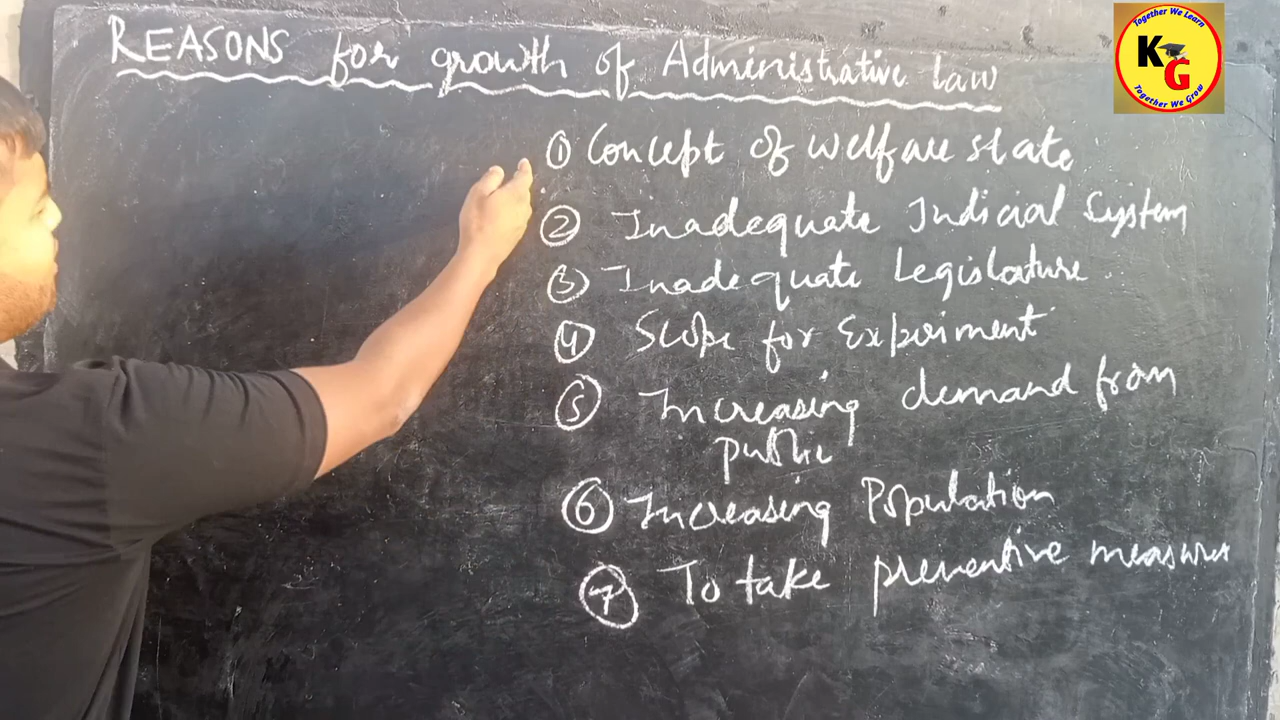 REASONS for growth of Administrative law
① Concept of welfare state
② Inadequate Judicial System
③ Inadequate Legislature
④ Scope for Experiment
⑤ Increasing demand from
public
⑥ Increasing Population
⑦ To take preventive measures
Together We Learn
KG
Together We Grow